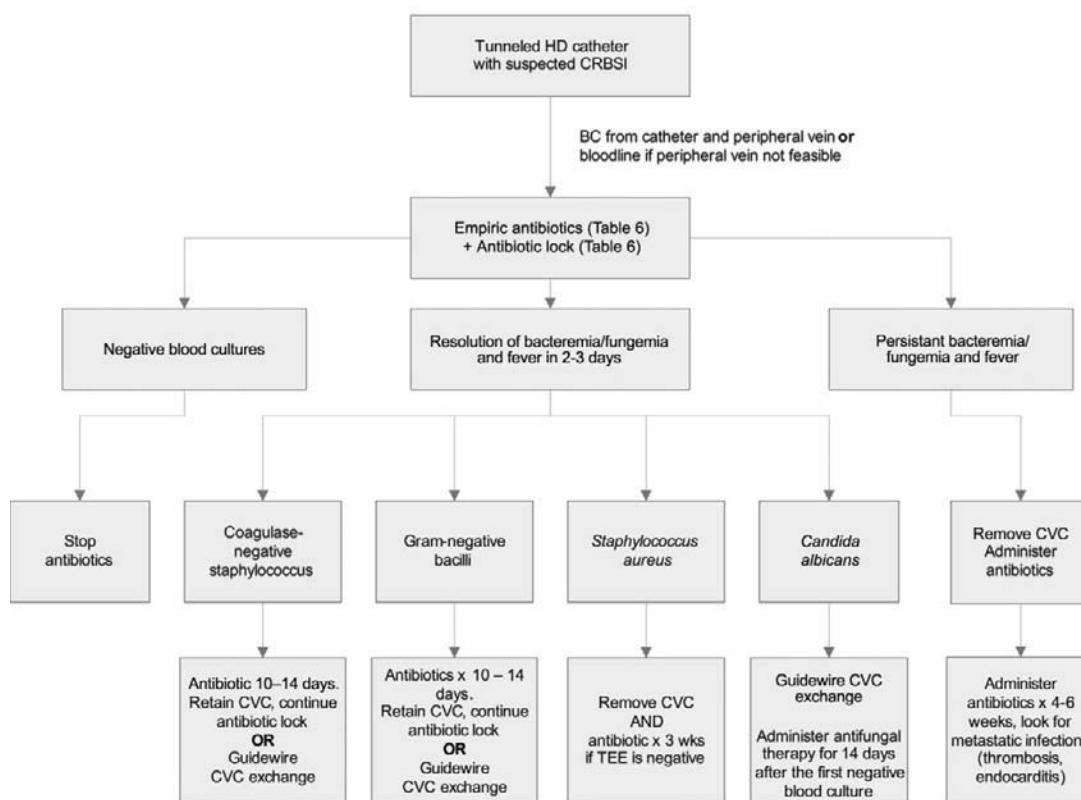 Tunneled HD catheter
with suspected CRBSI
BC from catheter and peripheral vein or
bloodline if peripheral vein not feasible
Empiric antibiotics (Table 6)
+ Antibiotic lock (Table 6)
Negative blood cultures
Resolution of bacteremia/fungemia
and fever in 2-3 days
Persistant bacteremia/
fungemia and fever
Stop
antibiotics
Coagulase-
negative
staphylococcus
Gram-negative
bacilli
Staphylococcus
aureus
Candida
albicans
Remove CVC
Administer
antibiotics
Antibiotic 10–14 days.
Retain CVC, continue
antibiotic lock
OR
Guidewire
CVC exchange
Antibiotics x 10 – 14
days.
Retain CVC, continue
antibiotic lock
OR
Guidewire
CVC exchange
Remove CVC
AND
antibiotic x 3 wks
if TEE is negative
Guidewire CVC
exchange
Administer antifungal
therapy for 14 days
after the first negative
blood culture
Administer
antibiotics x 4-6
weeks, look for
metastatic infection
(thrombosis,
endocarditis)